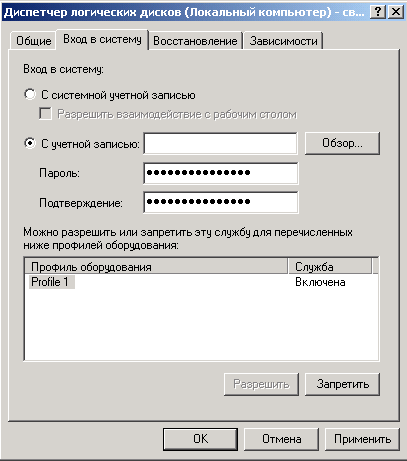 Диспетчер логических дисков (Локальный компьютер) - св...
Общие Вход в систему Восстановление Зависимости
Вход в систему:
С системной учетной записью
Разрешить взаимодействие с рабочим столом
С учетной записью: Обзор...
Пароль: ●●●●●●●●●●●●●●●
Подтверждение: ●●●●●●●●●●●●●●●
Можно разрешить или запретить эту службу для перечисленных
ниже профилей оборудования:
Профиль оборудования Служба
Profile 1 Включена
Разрешить Запретить
OK Отмена Применить